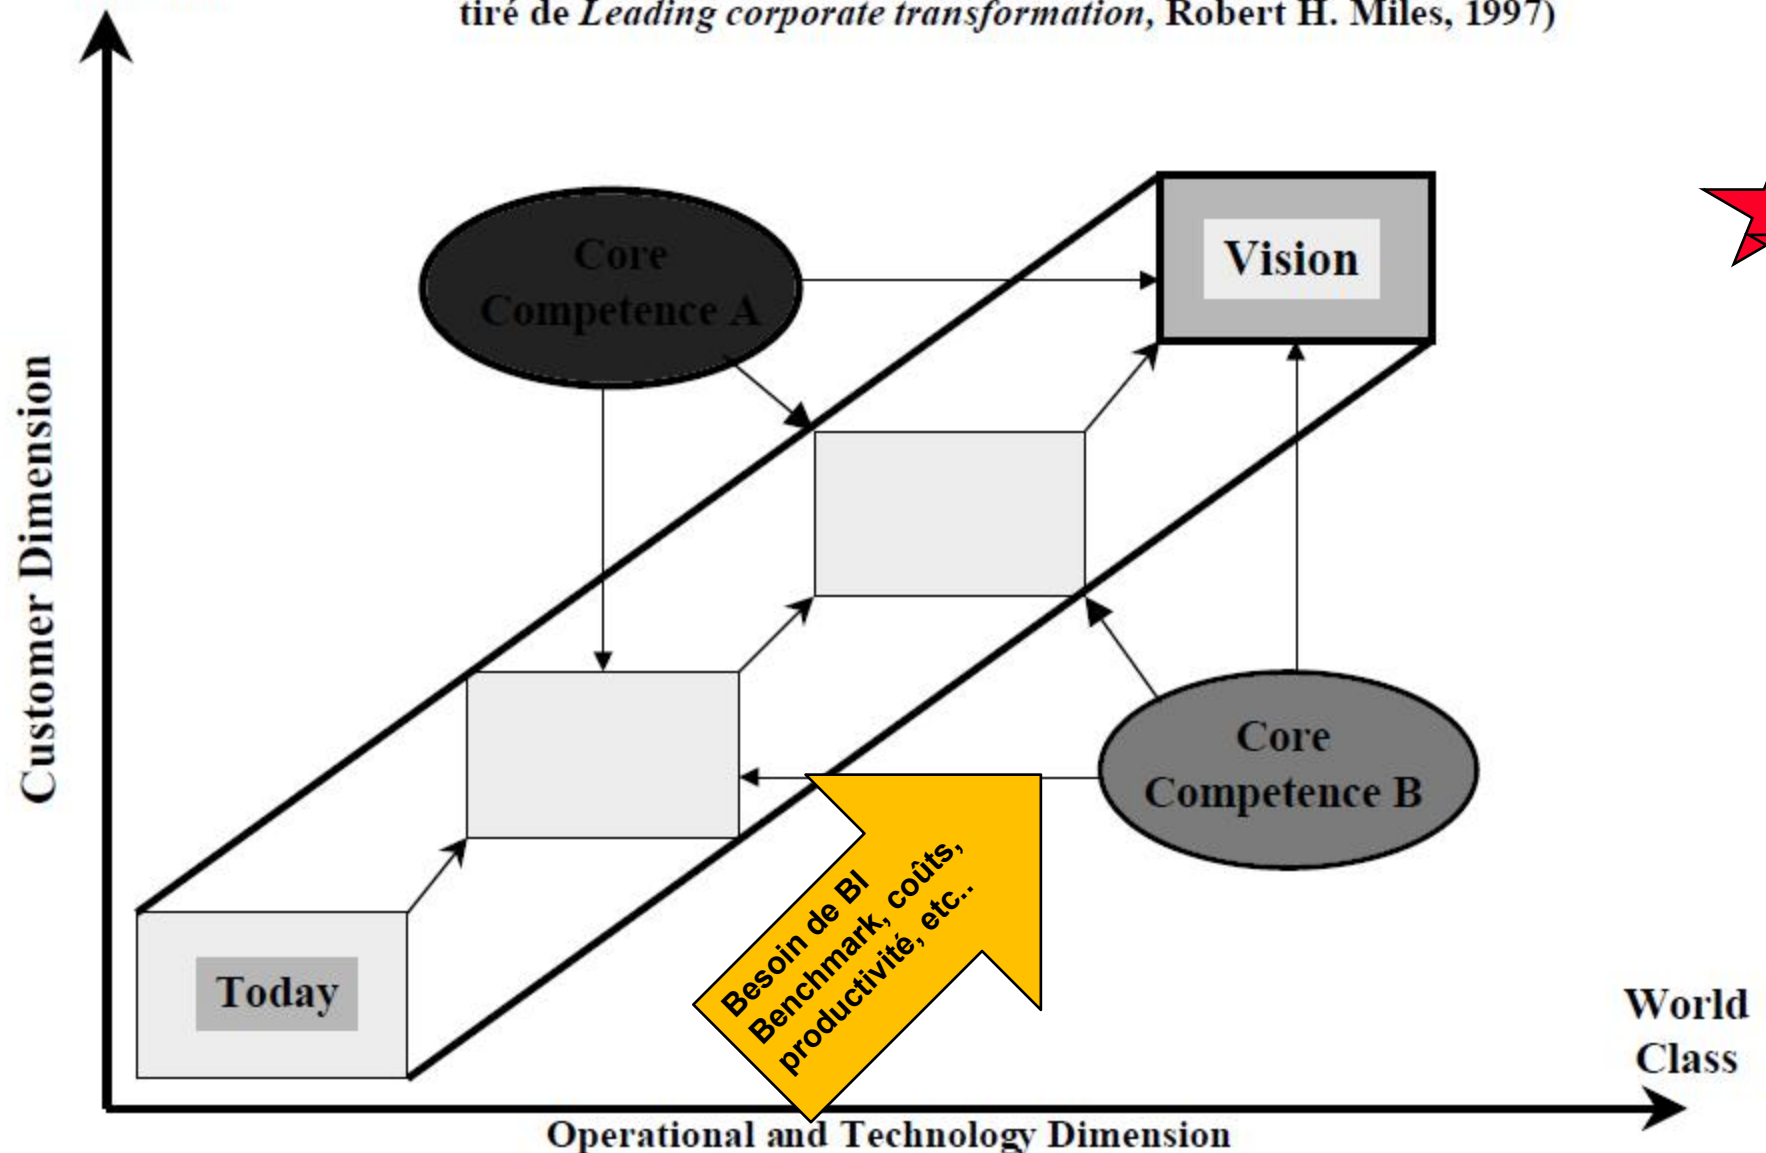 tiré de Leading corporate transformation, Robert H. Miles, 1997)
Core
Competence A
Vision
Customer Dimension
Core
Competence B
Besoin de BI
Benchmark, coûts,
productivité, etc..
Today
World
Class
Operational and Technology Dimension